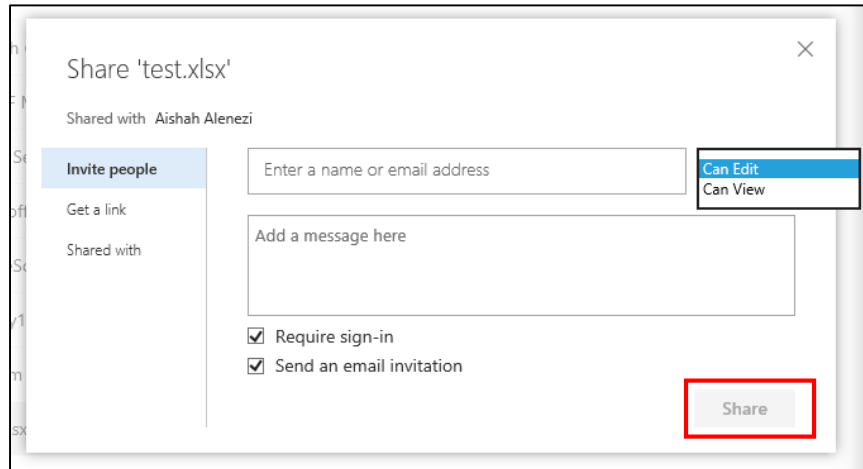 Share 'test.xlsx'
Shared with Aishah Alenezi
Invite people
Get a link
Shared with
Enter a name or email address
Can Edit
Can View
Add a message here
Require sign-in
Send an email invitation
Share